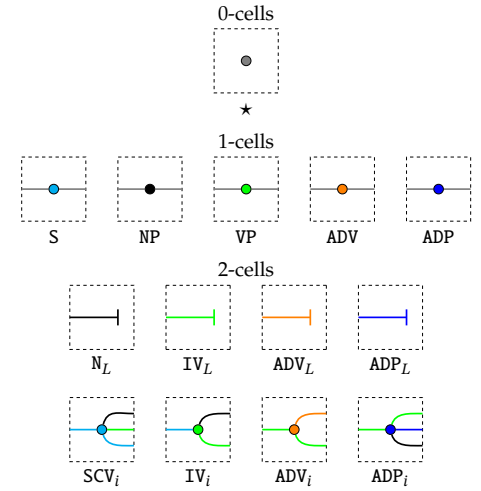 0-cells
⋆
1-cells
S NP VP ADV ADP
2-cells
N_L IV_L ADV_L ADP_L
SCV_i IV_i ADV_i ADP_i